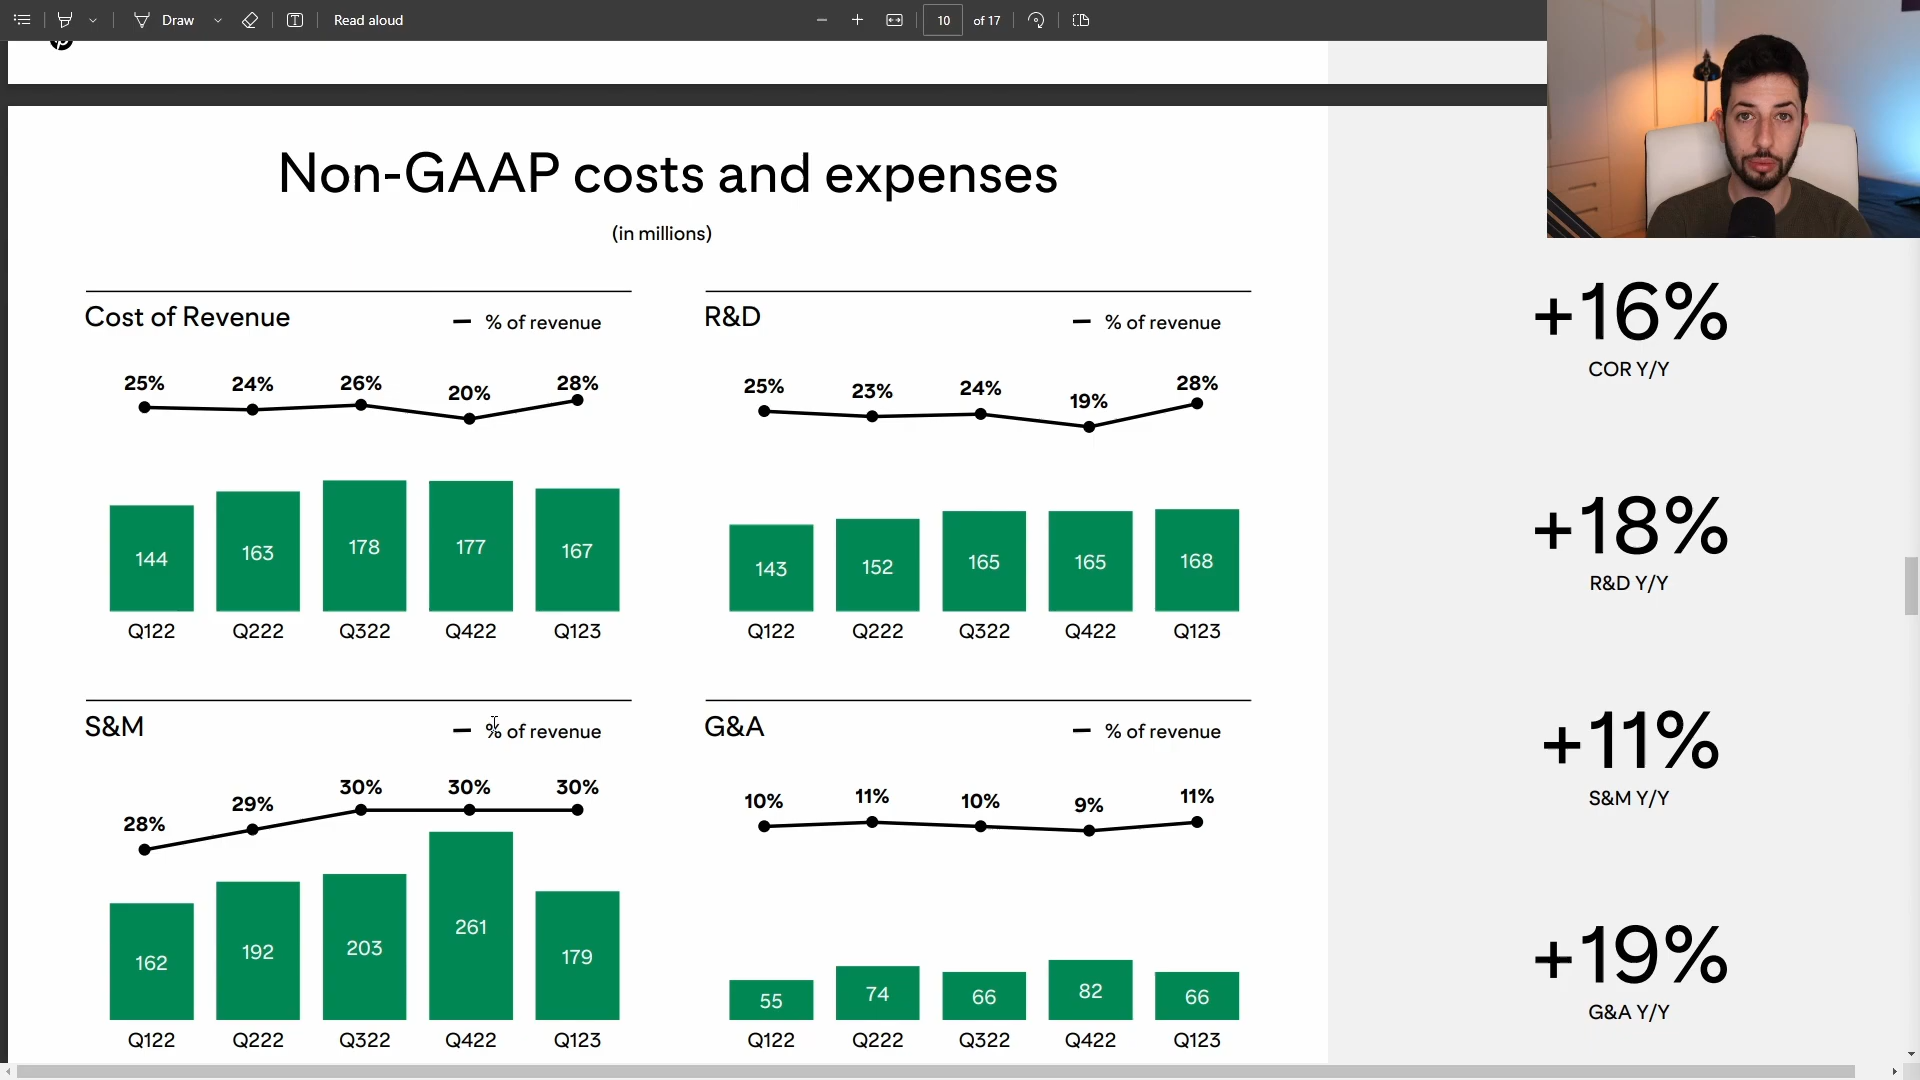 Draw
Read aloud
10 of 17
Non-GAAP costs and expenses
(in millions)
Cost of Revenue
% of revenue
25% 24% 26% 20% 28%
144 163 178 177 167
Q122 Q222 Q322 Q422 Q123
R&D
% of revenue
25% 23% 24% 19% 28%
143 152 165 165 168
Q122 Q222 Q322 Q422 Q123
S&M
% of revenue
28% 29% 30% 30% 30%
162 192 203 261 179
Q122 Q222 Q322 Q422 Q123
G&A
% of revenue
10% 11% 10% 9% 11%
55 74 66 82 66
Q122 Q222 Q322 Q422 Q123
+16%
COR Y/Y
+18%
R&D Y/Y
+11%
S&M Y/Y
+19%
G&A Y/Y